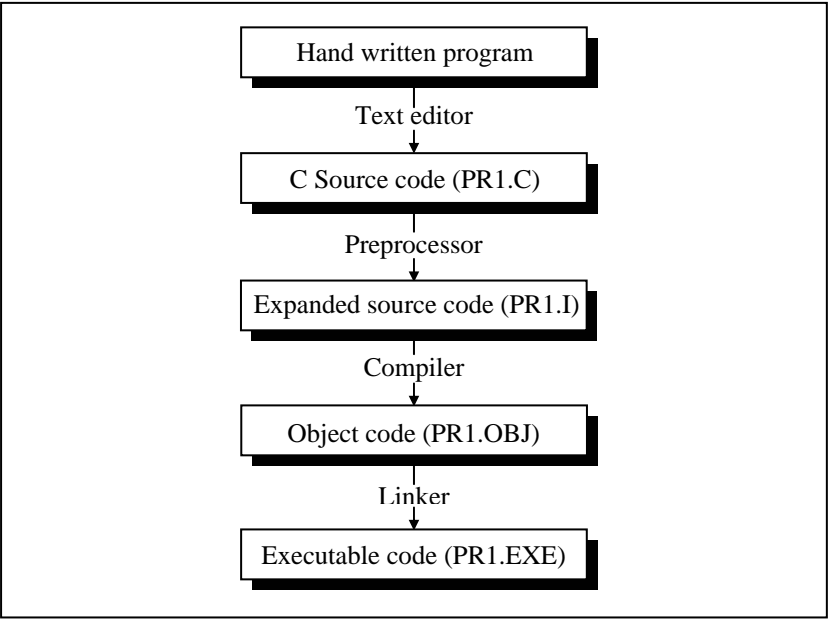 Hand written program
Text editor
C Source code (PR1.C)
Preprocessor
Expanded source code (PR1.I)
Compiler
Object code (PR1.OBJ)
Linker
Executable code (PR1.EXE)